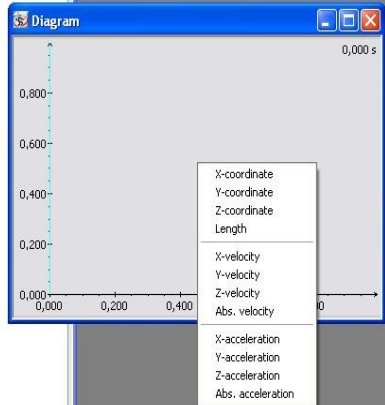 Diagram
0,000 s
0,800
0,600
0,400
0,200
0,000
0,000 0,200 0,400
X-coordinate
Y-coordinate
Z-coordinate
Length
X-velocity
Y-velocity
Z-velocity
Abs. velocity
X-acceleration
Y-acceleration
Z-acceleration
Abs. acceleration